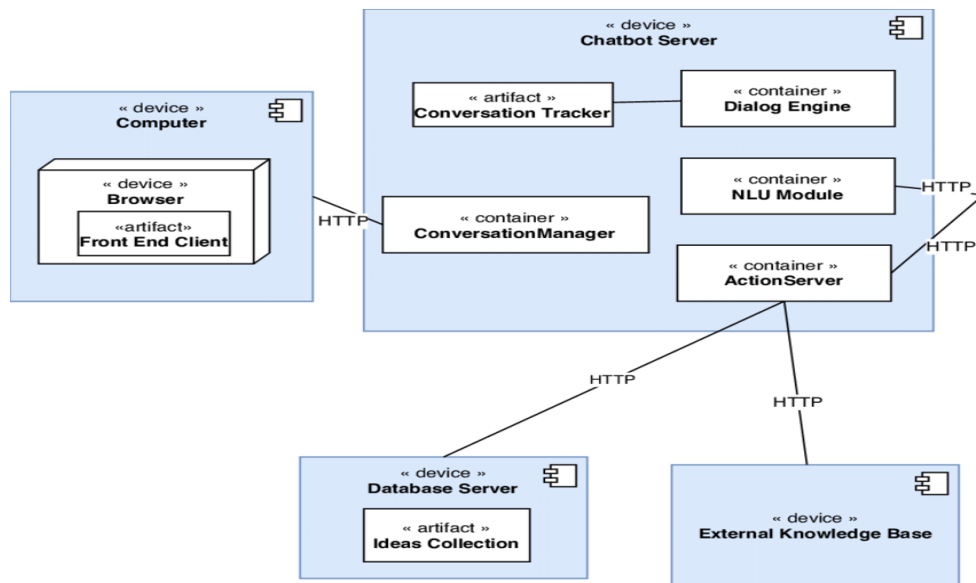 « device »
Chatbot Server
« artifact »
Conversation Tracker
« container »
Dialog Engine
« device »
Computer
« device »
Browser
«artifact»
Front End Client
HTTP
« container »
ConversationManager
« container »
NLU Module
HTTP
HTTP
« container »
ActionServer
HTTP
HTTP
« device »
Database Server
« artifact »
Ideas Collection
« device »
External Knowledge Base